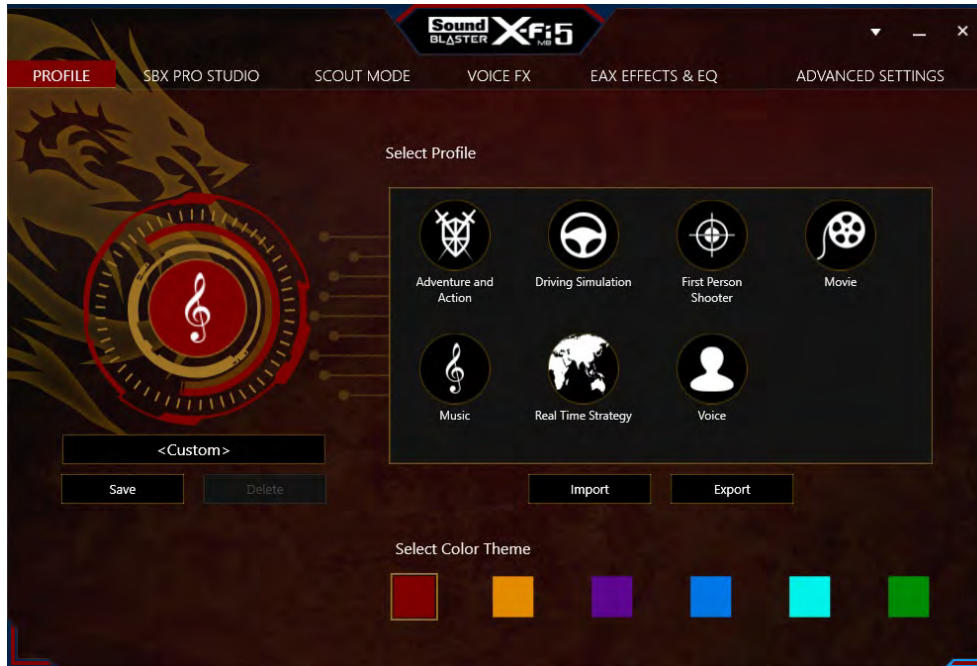 Sound BLASTER X-Fi MB 5
PROFILE SBX PRO STUDIO SCOUT MODE VOICE FX EAX EFFECTS & EQ ADVANCED SETTINGS
Select Profile
Adventure and
Action
Driving Simulation
First Person
Shooter
Movie
Music
Real Time Strategy
Voice
<Custom>
Save
Delete
Import
Export
Select Color Theme